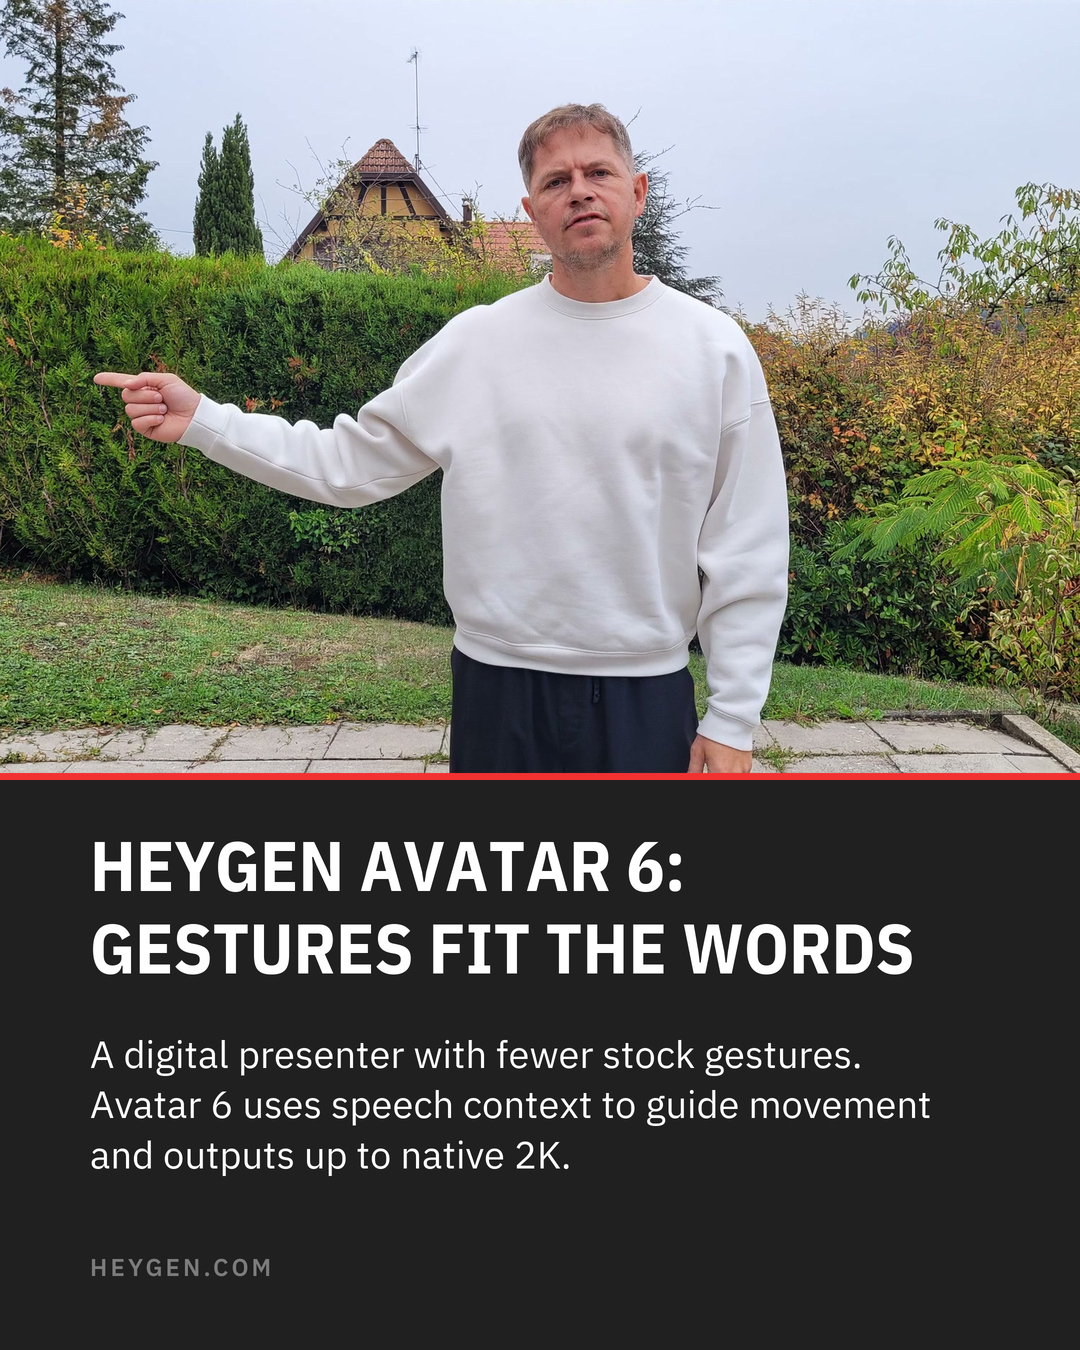 HEYGEN AVATAR 6:
GESTURES FIT THE WORDS
A digital presenter with fewer stock gestures.
Avatar 6 uses speech context to guide movement
and outputs up to native 2K.
HEYGEN.COM